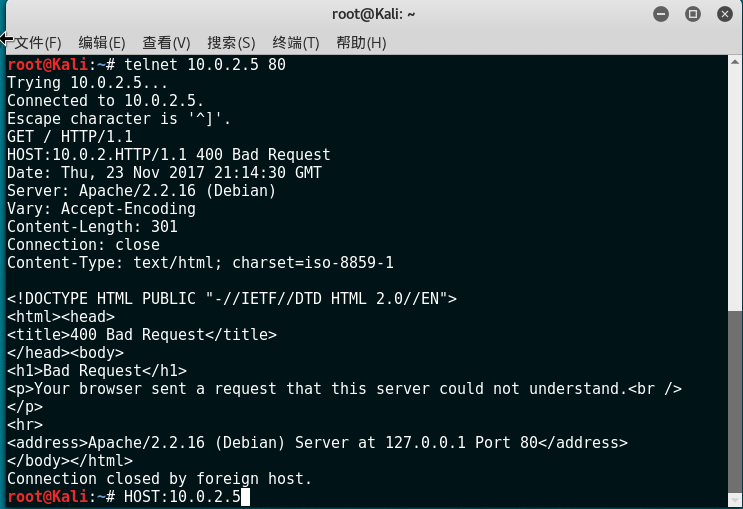 root@Kali: ~
文件(F) 编辑(E) 查看(V) 搜索(S) 终端(T) 帮助(H)
root@Kali:~# telnet 10.0.2.5 80
Trying 10.0.2.5...
Connected to 10.0.2.5.
Escape character is '^]'.
GET / HTTP/1.1
HOST:10.0.2.HTTP/1.1 400 Bad Request
Date: Thu, 23 Nov 2017 21:14:30 GMT
Server: Apache/2.2.16 (Debian)
Vary: Accept-Encoding
Content-Length: 301
Connection: close
Content-Type: text/html; charset=iso-8859-1

<!DOCTYPE HTML PUBLIC "-//IETF//DTD HTML 2.0//EN">
<html><head>
<title>400 Bad Request</title>
</head><body>
<h1>Bad Request</h1>
<p>Your browser sent a request that this server could not understand.<br />
</p>
<hr>
<address>Apache/2.2.16 (Debian) Server at 127.0.0.1 Port 80</address>
</body></html>
Connection closed by foreign host.
root@Kali:~# HOST:10.0.2.5